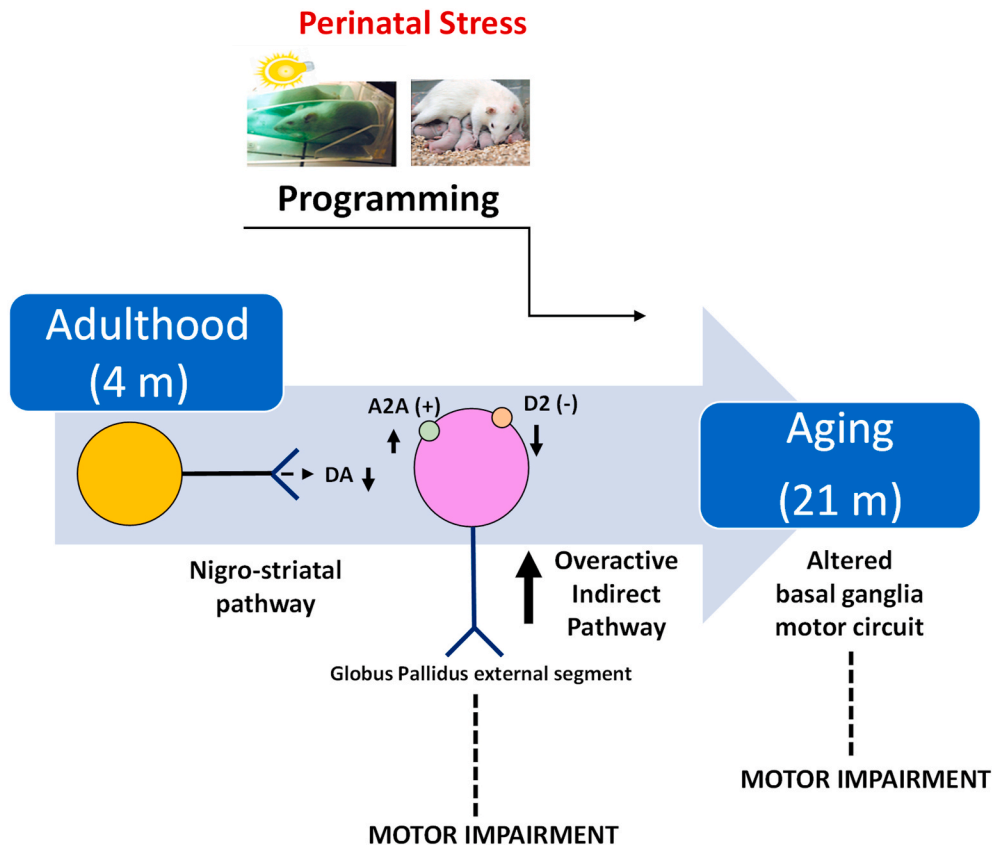 Perinatal Stress
Programming
Adulthood
(4 m)
A2A (+)
D2 (-)
DA
Aging
(21 m)
Nigro-striatal
pathway
Overactive
Indirect
Pathway
Altered
basal ganglia
motor circuit
Globus Pallidus external segment
MOTOR IMPAIRMENT
MOTOR IMPAIRMENT